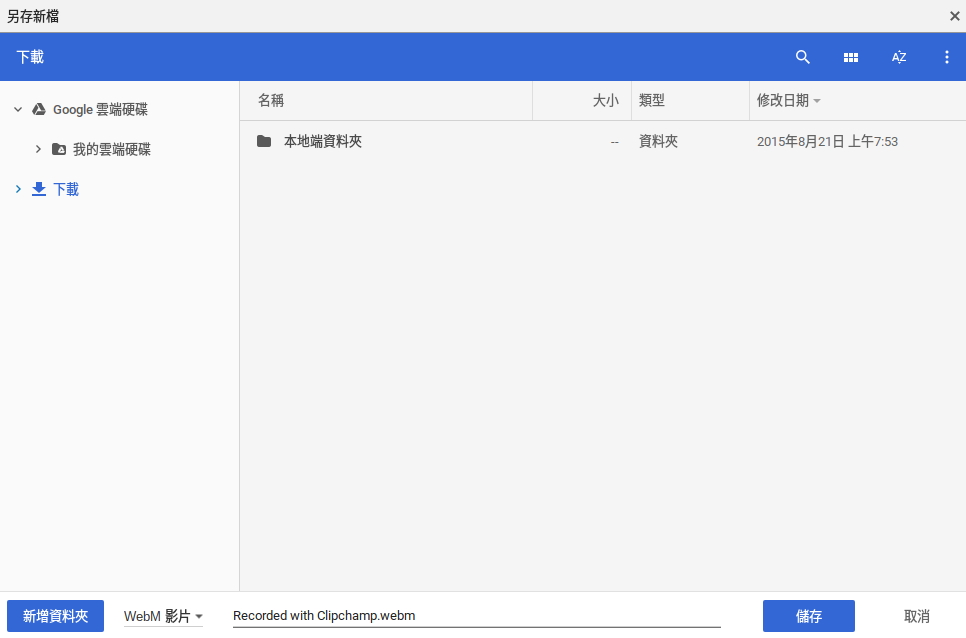 另存新檔
下載
AZ
Google 雲端硬碟
我的雲端硬碟
下載
名稱 大小 類型 修改日期
本地端資料夾 -- 資料夾 2015年8月21日 上午7:53
新增資料夾 WebM 影片 Recorded with Clipchamp.webm 儲存 取消